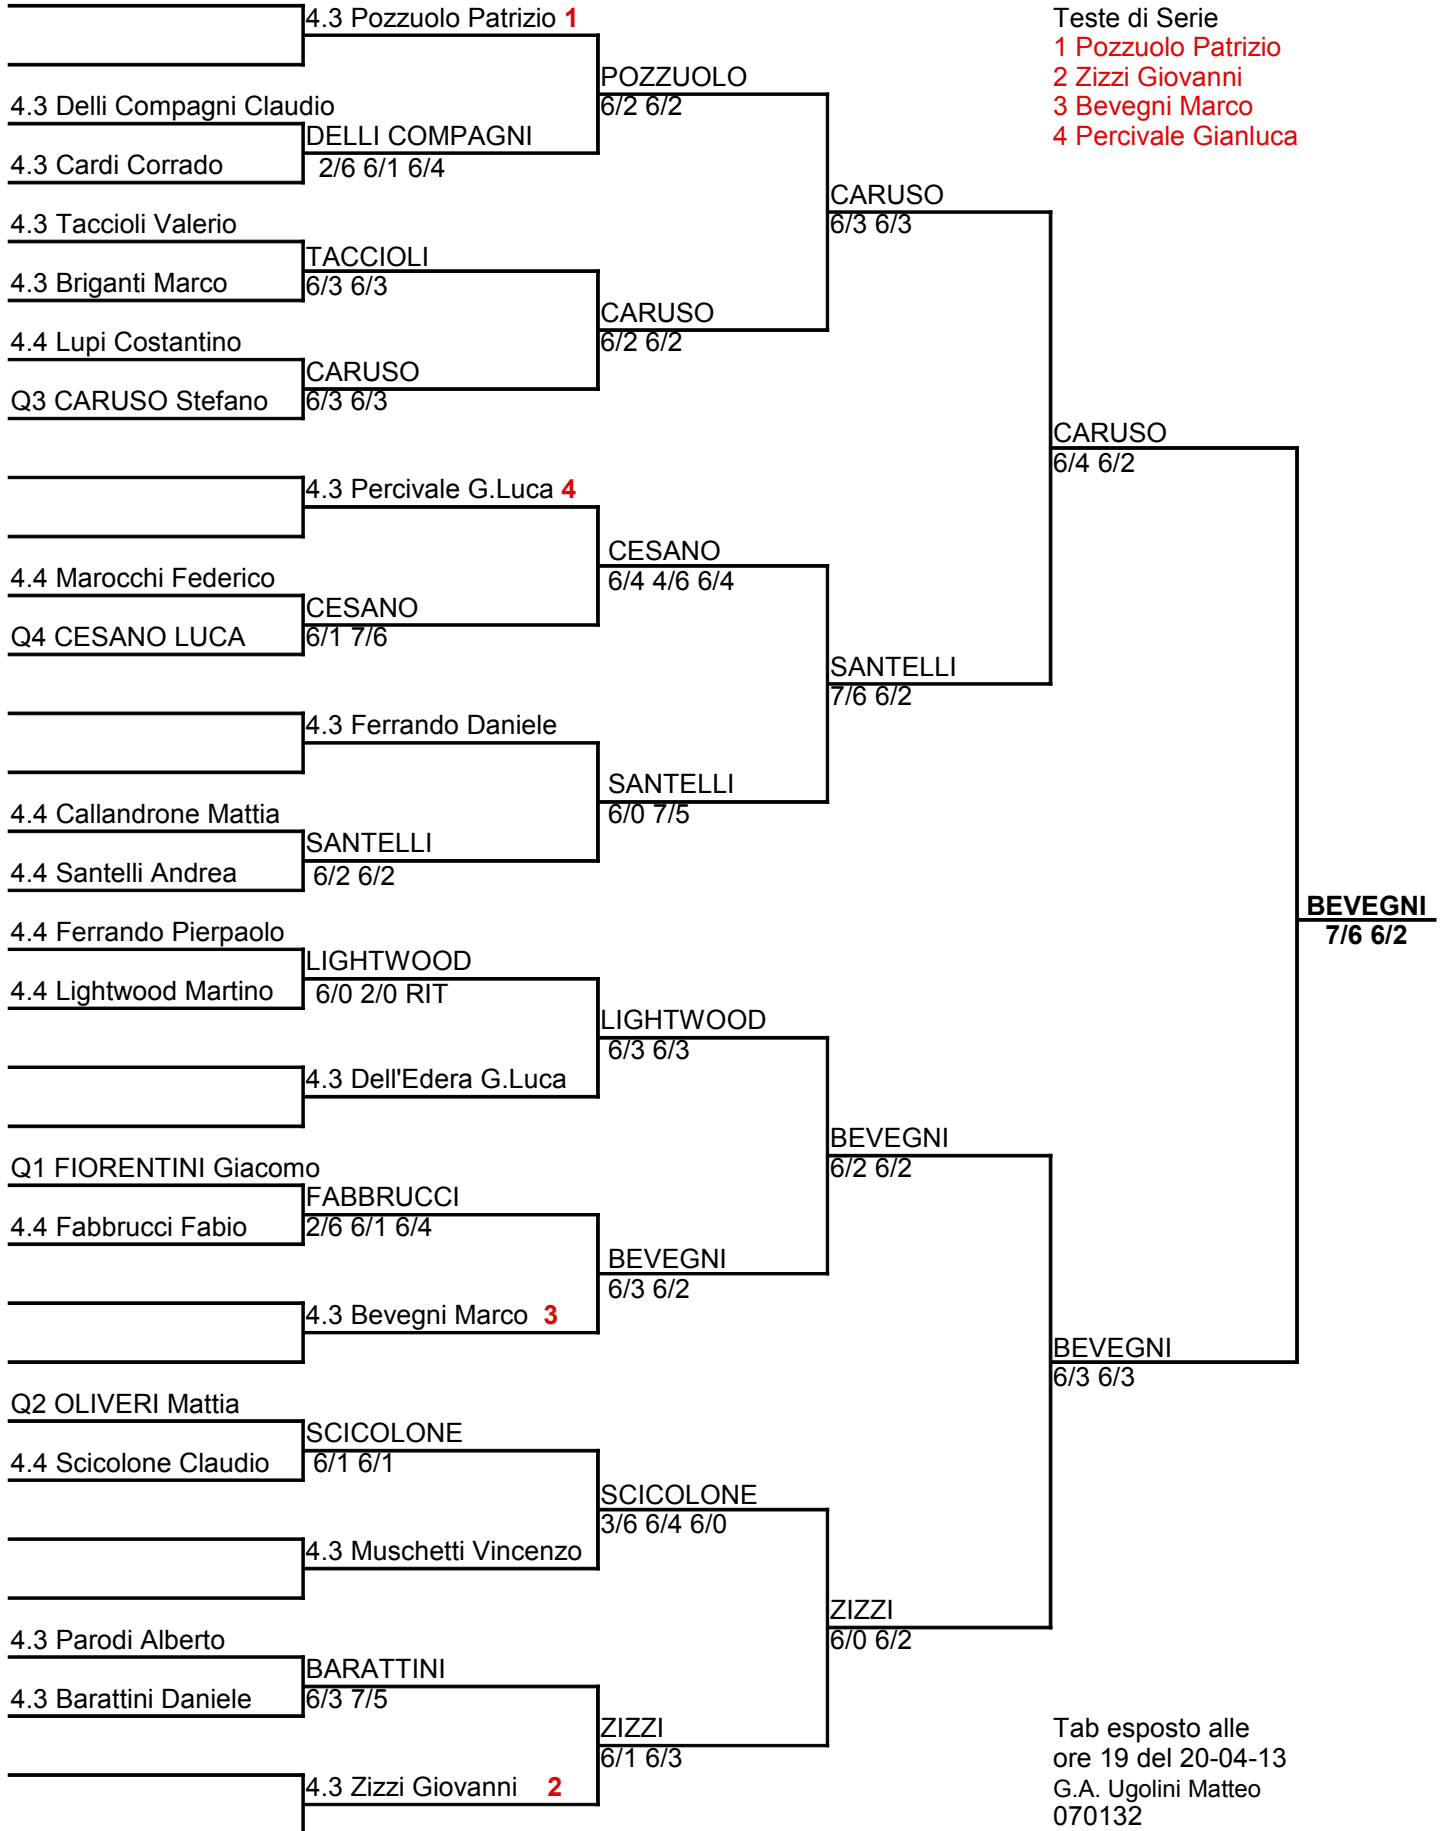 4.3 Pozzuolo Patrizio 1
Teste di Serie
1 Pozzuolo Patrizio
2 Zizzi Giovanni
3 Bevegni Marco
4 Percivale Gianluca
POZZUOLO
6/2 6/2
4.3 Delli Compagni Claudio
DELLI COMPAGNI
4.3 Cardi Corrado
2/6 6/1 6/4
CARUSO
6/3 6/3
4.3 Taccioli Valerio
TACCIOLI
4.3 Briganti Marco
6/3 6/3
CARUSO
6/2 6/2
4.4 Lupi Costantino
CARUSO
Q3 CARUSO Stefano
6/3 6/3
CARUSO
6/4 6/2
4.3 Percivale G.Luca 4
CESANO
6/4 4/6 6/4
4.4 Marocchi Federico
CESANO
Q4 CESANO LUCA
6/1 7/6
SANTELLI
7/6 6/2
4.3 Ferrando Daniele
SANTELLI
6/0 7/5
4.4 Callandrone Mattia
SANTELLI
4.4 Santelli Andrea
6/2 6/2
BEVEGNI
7/6 6/2
4.4 Ferrando Pierpaolo
LIGHTWOOD
4.4 Lightwood Martino
6/0 2/0 RIT
LIGHTWOOD
6/3 6/3
4.3 Dell'Edera G.Luca
BEVEGNI
6/2 6/2
Q1 FIORENTINI Giacomo
FABBRUCCI
4.4 Fabbrucci Fabio
2/6 6/1 6/4
BEVEGNI
6/3 6/2
4.3 Bevegni Marco 3
BEVEGNI
6/3 6/3
Q2 OLIVERI Mattia
SCICOLONE
4.4 Scicolone Claudio
6/1 6/1
SCICOLONE
3/6 6/4 6/0
4.3 Muschetti Vincenzo
ZIZZI
6/0 6/2
4.3 Parodi Alberto
BARATTINI
4.3 Barattini Daniele
6/3 7/5
ZIZZI
6/1 6/3
4.3 Zizzi Giovanni 2
Tab esposto alle
ore 19 del 20-04-13
G.A. Ugolini Matteo
070132